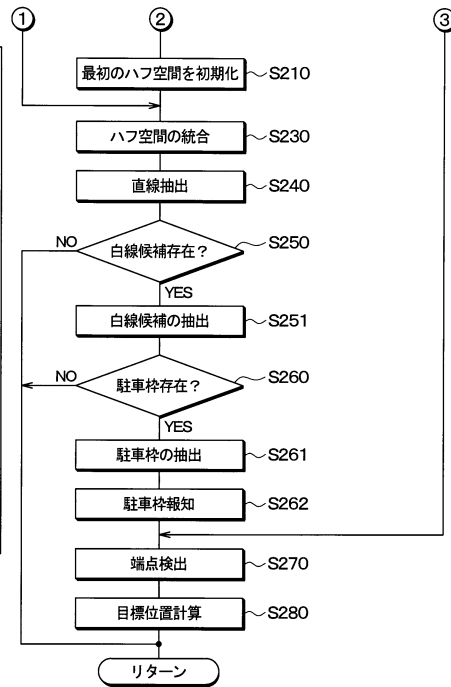 ① ② ③
最初のハフ空間を初期化 S210
ハフ空間の統合 S230
直線抽出 S240
NO 白線候補存在? S250
YES
白線候補の抽出 S251
NO 駐車枠存在? S260
YES
駐車枠の抽出 S261
駐車枠報知 S262
端点検出 S270
目標位置計算 S280
リターン